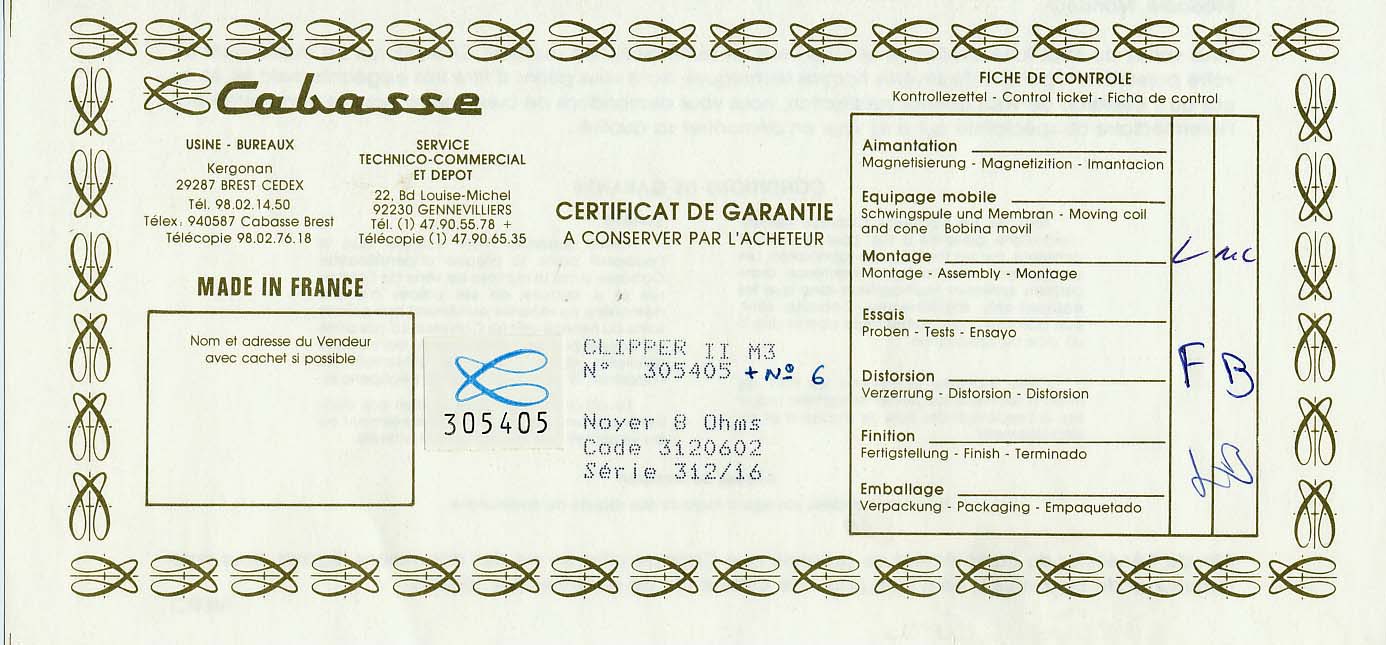 Cabasse
USINE - BUREAUX
Kergonan
29287 BREST CEDEX
Tél. 98.02.14.50
Télex: 940587 Cabasse Brest
Télécopie 98.02.76.18
SERVICE
TECHNICO-COMMERCIAL
ET DEPOT
22, Bd Louise-Michel
92230 GENNEVILLIERS
Tél. (1) 47.90.55.78 +
Télécopie (1) 47.90.65.35
MADE IN FRANCE
Nom et adresse du Vendeur
avec cachet si possible
305405
CERTIFICAT DE GARANTIE
A CONSERVER PAR L'ACHETEUR
CLIPPER II M3
N° 305405 + Nº 6
Noyer 8 Ohms
Code 3120602
Série 312/16
FICHE DE CONTROLE
Kontrollezettel - Control ticket - Ficha de control
Aimantation
Magnetisierung - Magnetizition - Imantacion
Equipage mobile
Schwingspule und Membran - Moving coil
and cone Bobina movil
Montage
Montage - Assembly - Montage
Essais
Proben - Tests - Ensayo
Distorsion
Verzerrung - Distorsion - Distorsion
F B
Finition
Fertigstellung - Finish - Terminado
Emballage
Verpackung - Packaging - Empaquetado